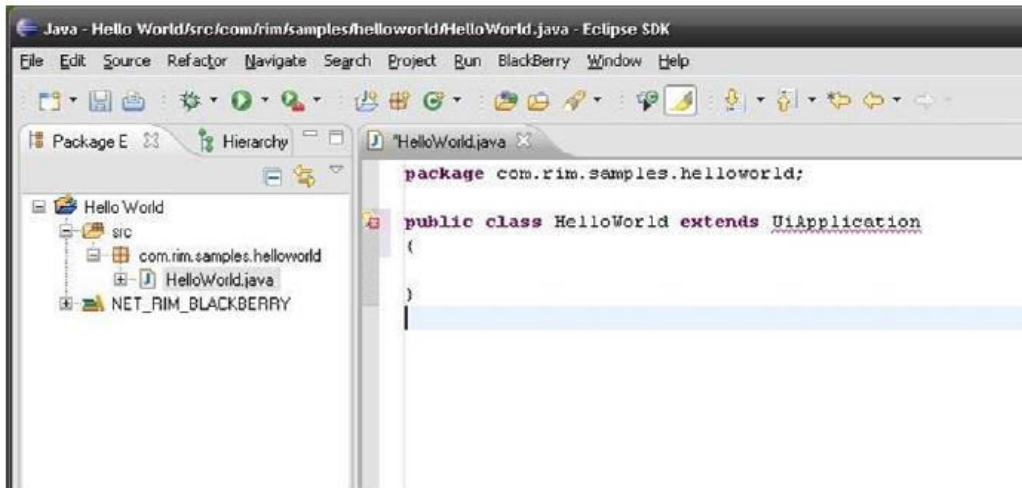 Java - Hello World/src/com/rim/samples/helloworld/HelloWorld.java - Eclipse SDK
File Edit Source Refactor Navigate Search Project Run BlackBerry Window Help
Package E Hierarchy
*HelloWorld.java
Hello World
src
com.rim.samples.helloworld
HelloWorld.java
NET_RIM_BLACKBERRY
package com.rim.samples.helloworld;
public class HelloWorld extends UiApplication
{
}